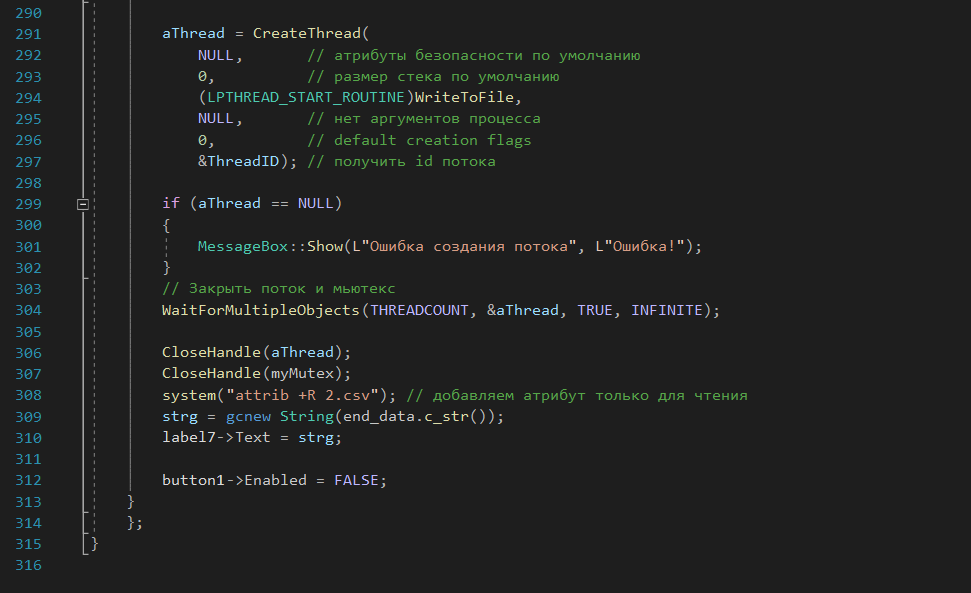 290
291 aThread = CreateThread(
292 NULL, // атрибуты безопасности по умолчанию
293 0, // размер стека по умолчанию
294 (LPTHREAD_START_ROUTINE)WriteToFile,
295 NULL, // нет аргументов процесса
296 0, // default creation flags
297 &ThreadID); // получить id потока
298
299 if (aThread == NULL)
300 {
301 MessageBox::Show(L"Ошибка создания потока", L"Ошибка!");
302 }
303 // Закрыть поток и мьютекс
304 WaitForMultipleObjects(THREADCOUNT, &aThread, TRUE, INFINITE);
305
306 CloseHandle(aThread);
307 CloseHandle(myMutex);
308 system("attrib +R 2.csv"); // добавляем атрибут только для чтения
309 strg = gcnew String(end_data.c_str());
310 label7->Text = strg;
311
312 button1->Enabled = FALSE;
313 }
314 };
315 }
316